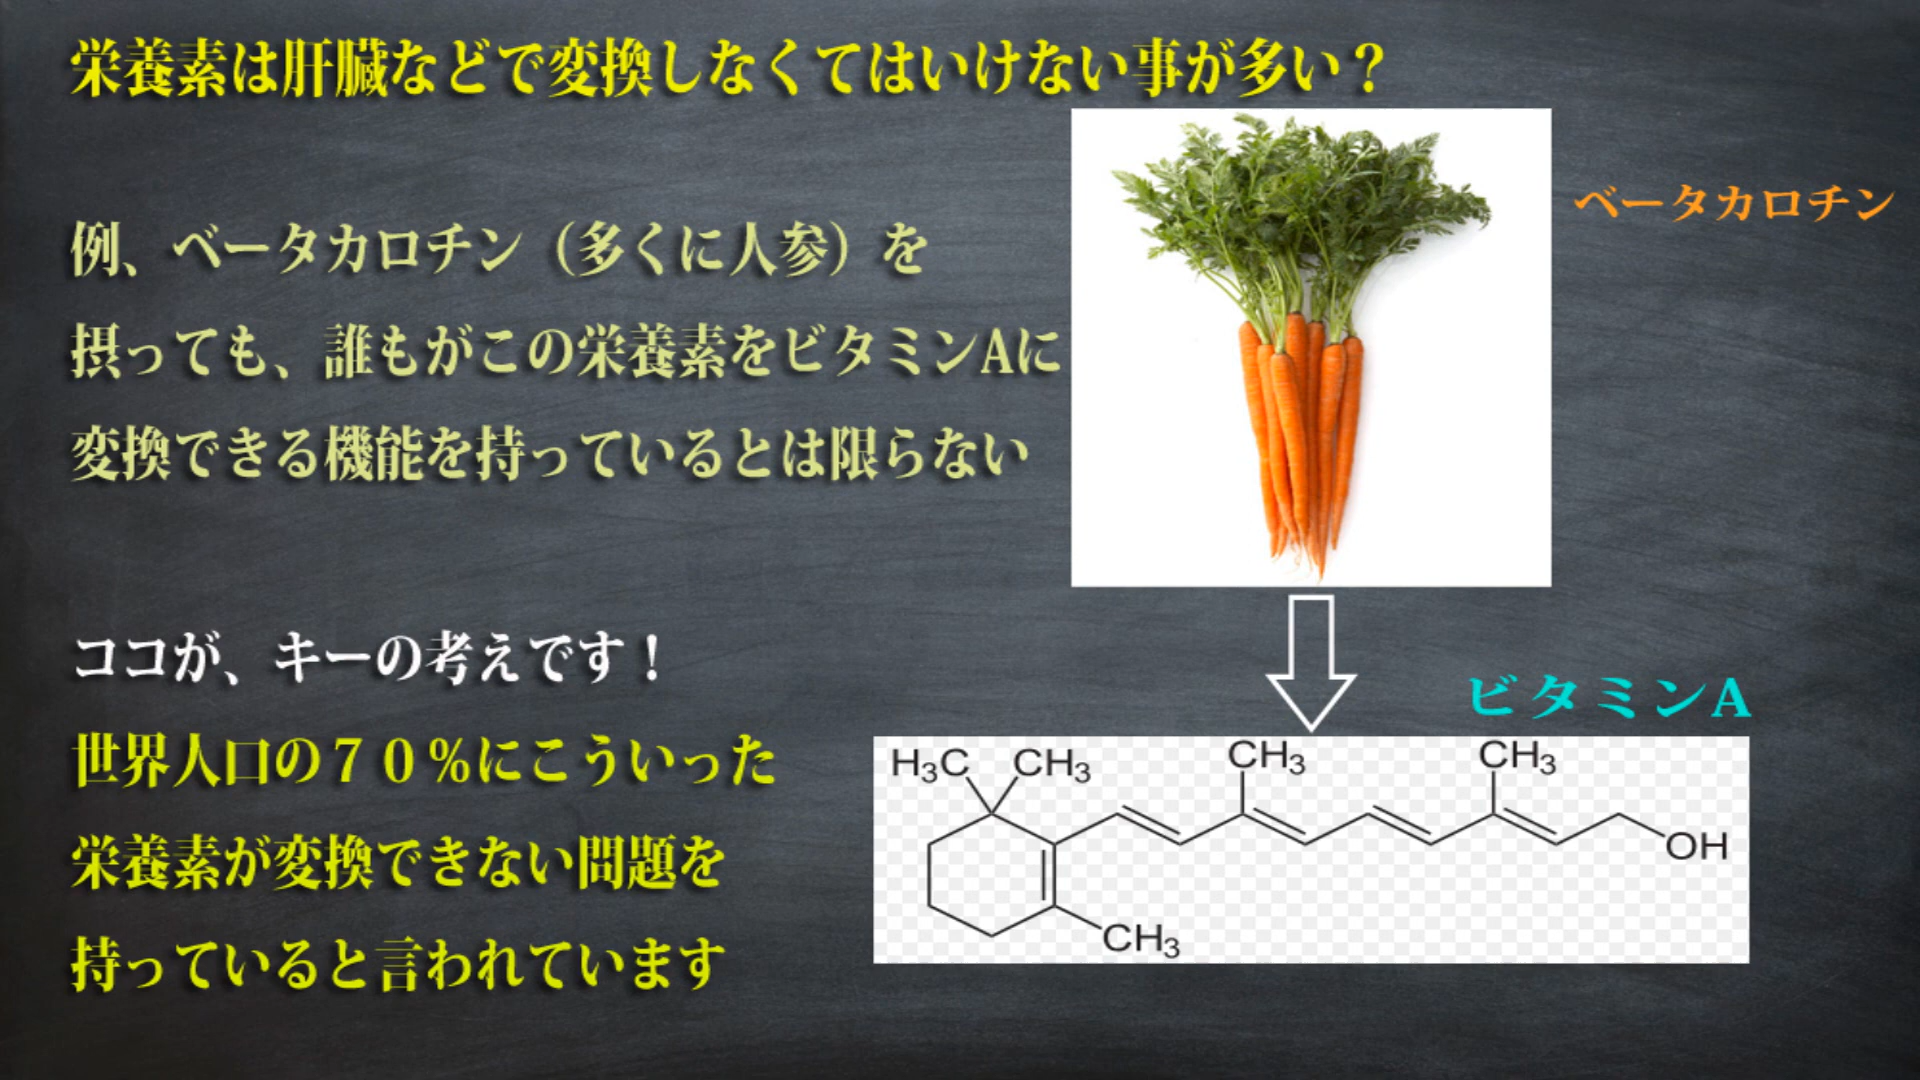 栄養素は肝臓などで変換しなくてはいけない事が多い？
ベータカロチン
例、ベータカロチン（多くに人参）を
摂っても、誰もがこの栄養素をビタミンAに
変換できる機能を持っているとは限らない
ココが、キーの考えです！
世界人口の７０％にこういった
栄養素が変換できない問題を
持っていると言われています
ビタミンA
H₃C CH₃ CH₃ CH₃
OH
CH₃